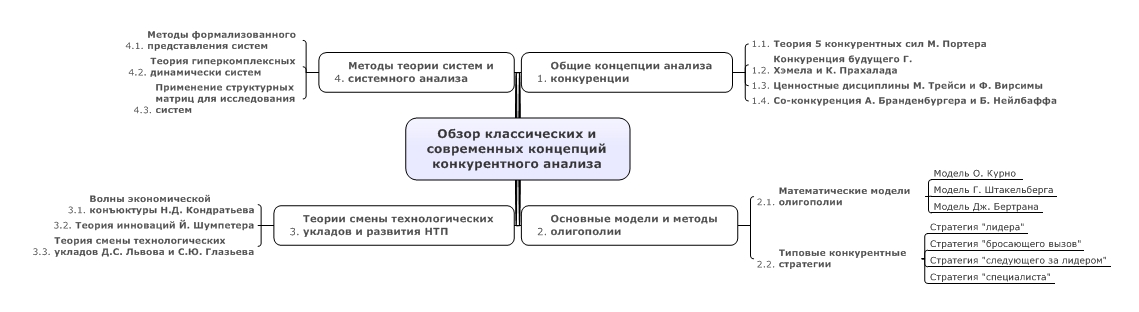 Обзор классических и
современных концепций
конкурентного анализа
Общие концепции анализа
1. конкуренции
1.1. Теория 5 конкурентных сил М. Портера
Конкуренция будущего Г.
1.2. Хэмела и К. Прахалада
1.3. Ценностные дисциплины М. Трейси и Ф. Вирсимы
1.4. Со-конкуренция А. Бранденбургера и Б. Нейлбаффа
Основные модели и методы
2. олигополии
Математические модели
2.1. олигополии
Модель О. Курно
Модель Г. Штакельберга
Модель Дж. Бертрана
Типовые конкурентные
2.2. стратегии
Стратегия "лидера"
Стратегия "бросающего вызов"
Стратегия "следующего за лидером"
Стратегия "специалиста"
Теории смены технологических
3. укладов и развития НТП
Волны экономической
3.1. конъюктуры Н.Д. Кондратьева
3.2. Теория инноваций Й. Шумпетера
Теория смены технологических
3.3. укладов Д.С. Львова и С.Ю. Глазьева
Методы теории систем и
4. системного анализа
Методы формализованного
4.1. представления систем
Теория гиперкомплексных
4.2. динамически систем
Применение структурных
матриц для исследования
4.3. систем